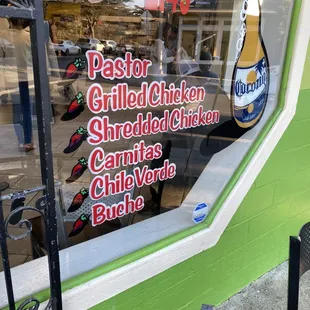 Pastor
Grilled Chicken
Shredded Chicken
Carnitas
Chile Verde
Buche
Corona